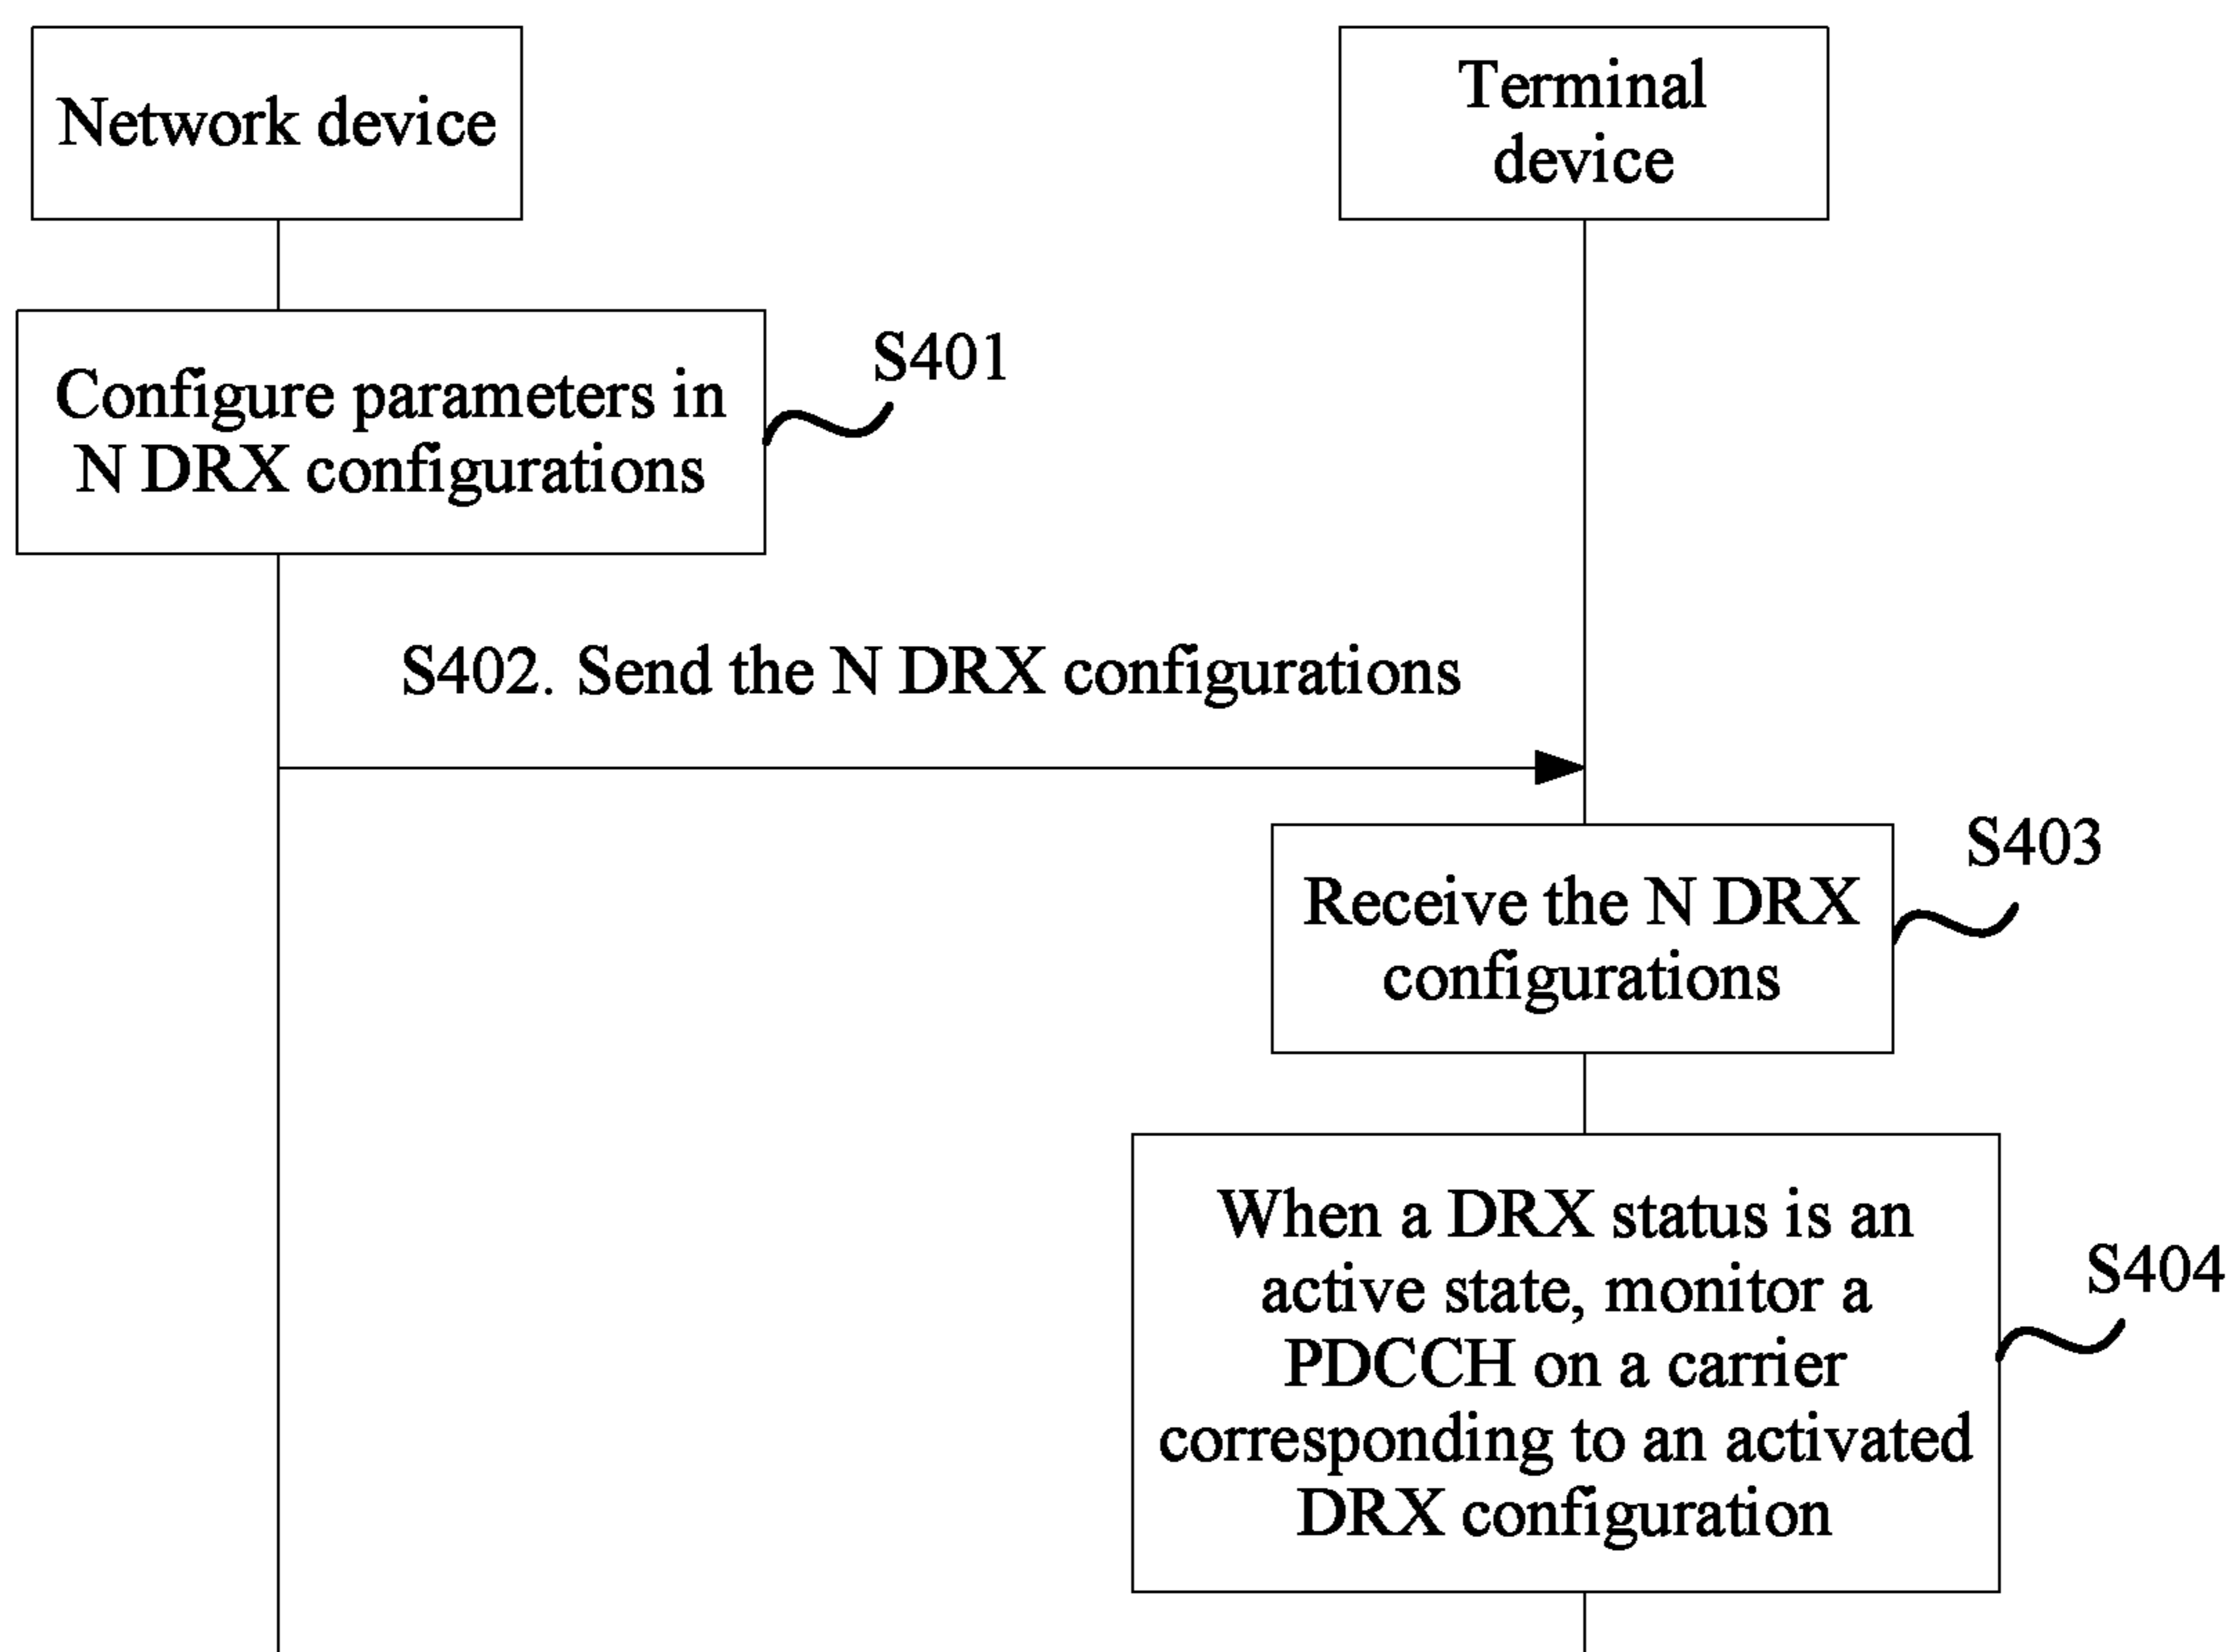 Network device
Terminal
device
Configure parameters in
N DRX configurations
S401
S402. Send the N DRX configurations
Receive the N DRX
configurations
S403
When a DRX status is an
active state, monitor a
PDCCH on a carrier
corresponding to an activated
DRX configuration
S404